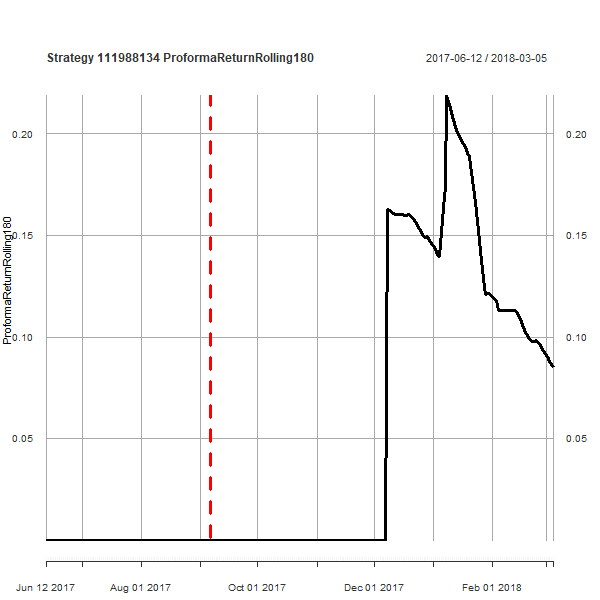 Strategy 111988134 ProformaReturnRolling180
2017-06-12 / 2018-03-05
0.20
0.20
0.15
0.15
0.10
0.10
0.05
0.05
ProformaReturnRolling180
Jun 12 2017
Aug 01 2017
Oct 01 2017
Dec 01 2017
Feb 01 2018